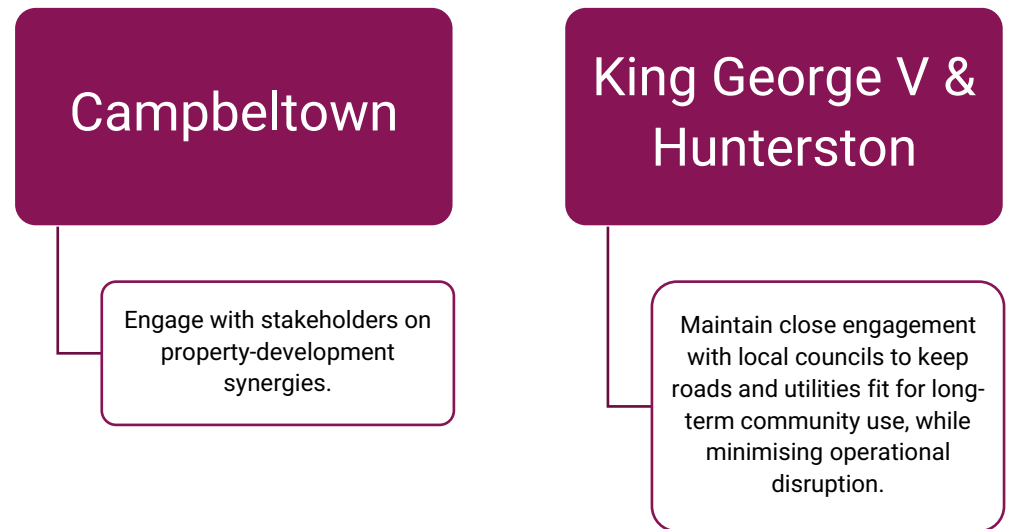 Campbeltown
Engage with stakeholders on
property-development
synergies.
King George V &
Hunterston
Maintain close engagement
with local councils to keep
roads and utilities fit for long-
term community use, while
minimising operational
disruption.